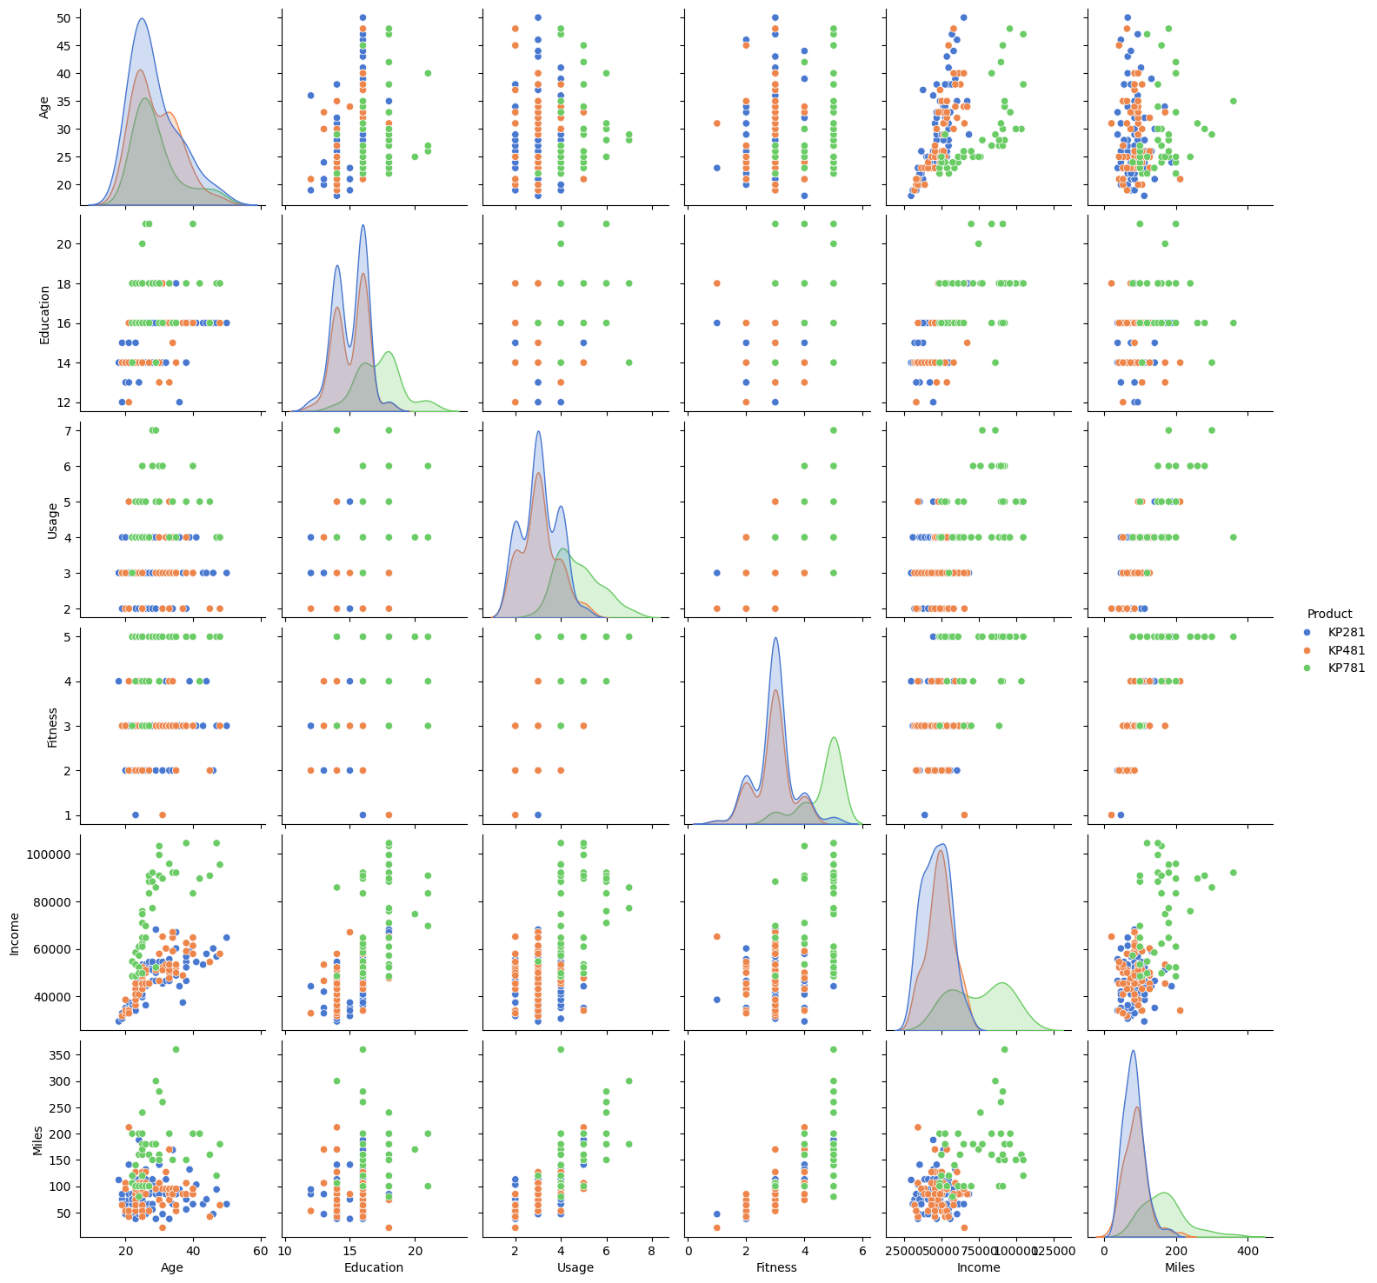 50
45
40
35
30
25
20
Age
20
18
16
14
12
Education
7
6
5
4
3
2
Usage
Product
KP281
KP481
KP781
5
4
3
2
1
Fitness
100000
80000
60000
40000
Income
350
300
250
200
150
100
50
Miles
20 40 60
10 15 20
2 4 6 8
0 2 4 6
25000 50000 75000 100000 125000
0 200 400
Age Education Usage Fitness Income Miles